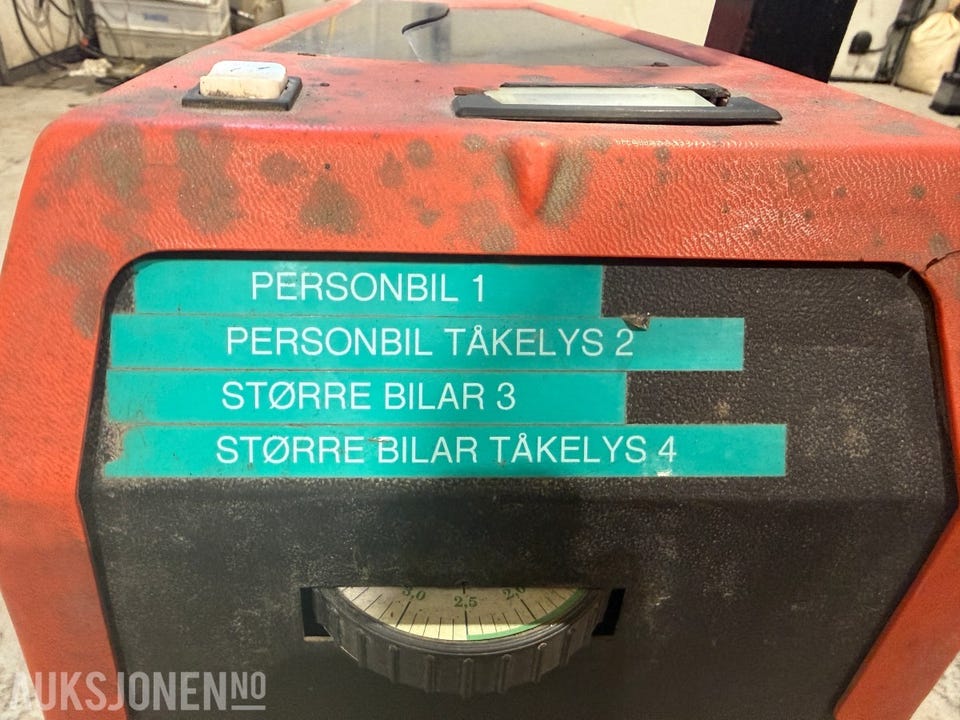 PERSONBIL 1
PERSONBIL TÅKELYS 2
STØRRE BILAR 3
STØRRE BILAR TÅKELYS 4
3,0 2,5 2,0
AUKSJONEN.NO